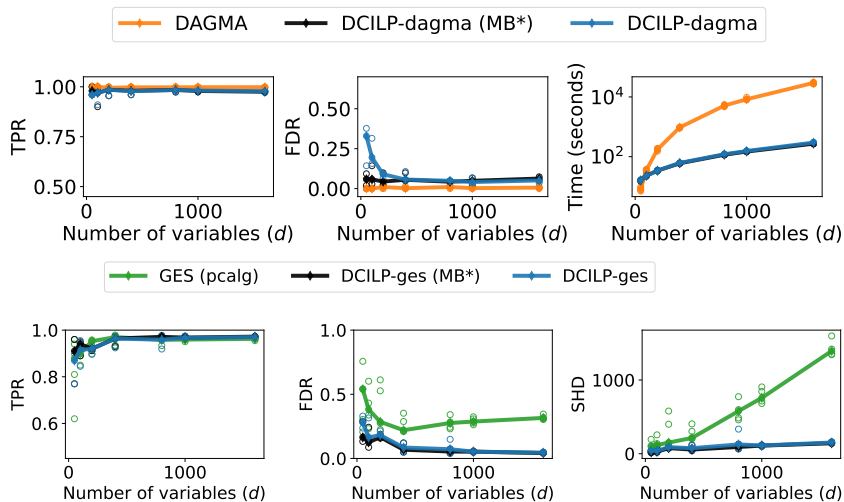 DAGMA DCILP-dagma (MB*) DCILP-dagma
1.00
0.75
0.50
TPR
0 1000
Number of variables (d)
0.50
0.25
0.00
FDR
0 1000
Number of variables (d)
10^4
10^2
Time (seconds)
0 1000
Number of variables (d)
GES (pcalg) DCILP-ges (MB*) DCILP-ges
1.0
0.8
0.6
TPR
0 1000
Number of variables (d)
1.0
0.5
0.0
FDR
0 1000
Number of variables (d)
1000
0
SHD
0 1000
Number of variables (d)